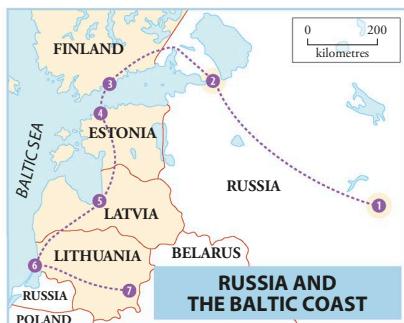 FINLAND
0 200
kilometres
3
2
4
ESTONIA
BALTIC SEA
RUSSIA
5
1
LATVIA
LITHUANIA
BELARUS
6
7
RUSSIA
POLAND
RUSSIA AND
THE BALTIC COAST